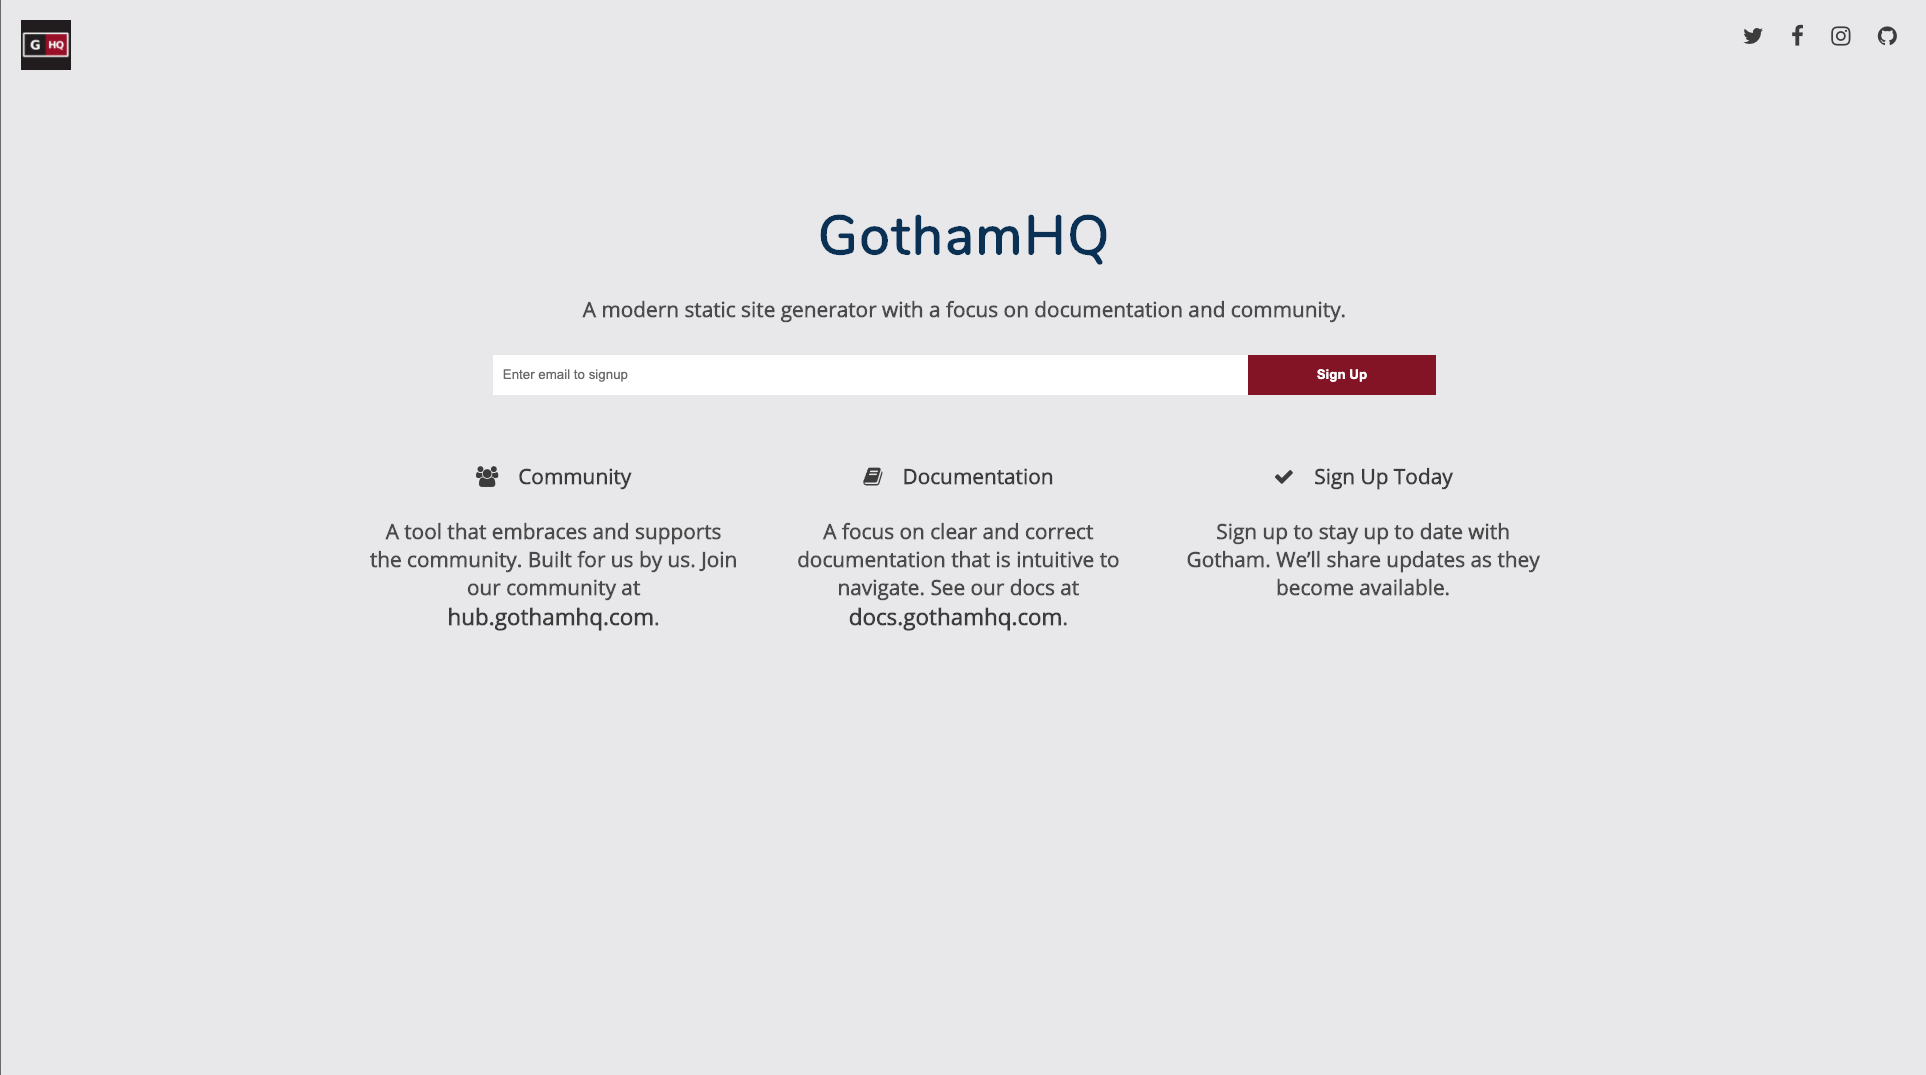 G HQ
GothamHQ
A modern static site generator with a focus on documentation and community.
Enter email to signup
Sign Up
Community
A tool that embraces and supports
the community. Built for us by us. Join
our community at
hub.gothamhq.com.
Documentation
A focus on clear and correct
documentation that is intuitive to
navigate. See our docs at
docs.gothamhq.com.
Sign Up Today
Sign up to stay up to date with
Gotham. We’ll share updates as they
become available.